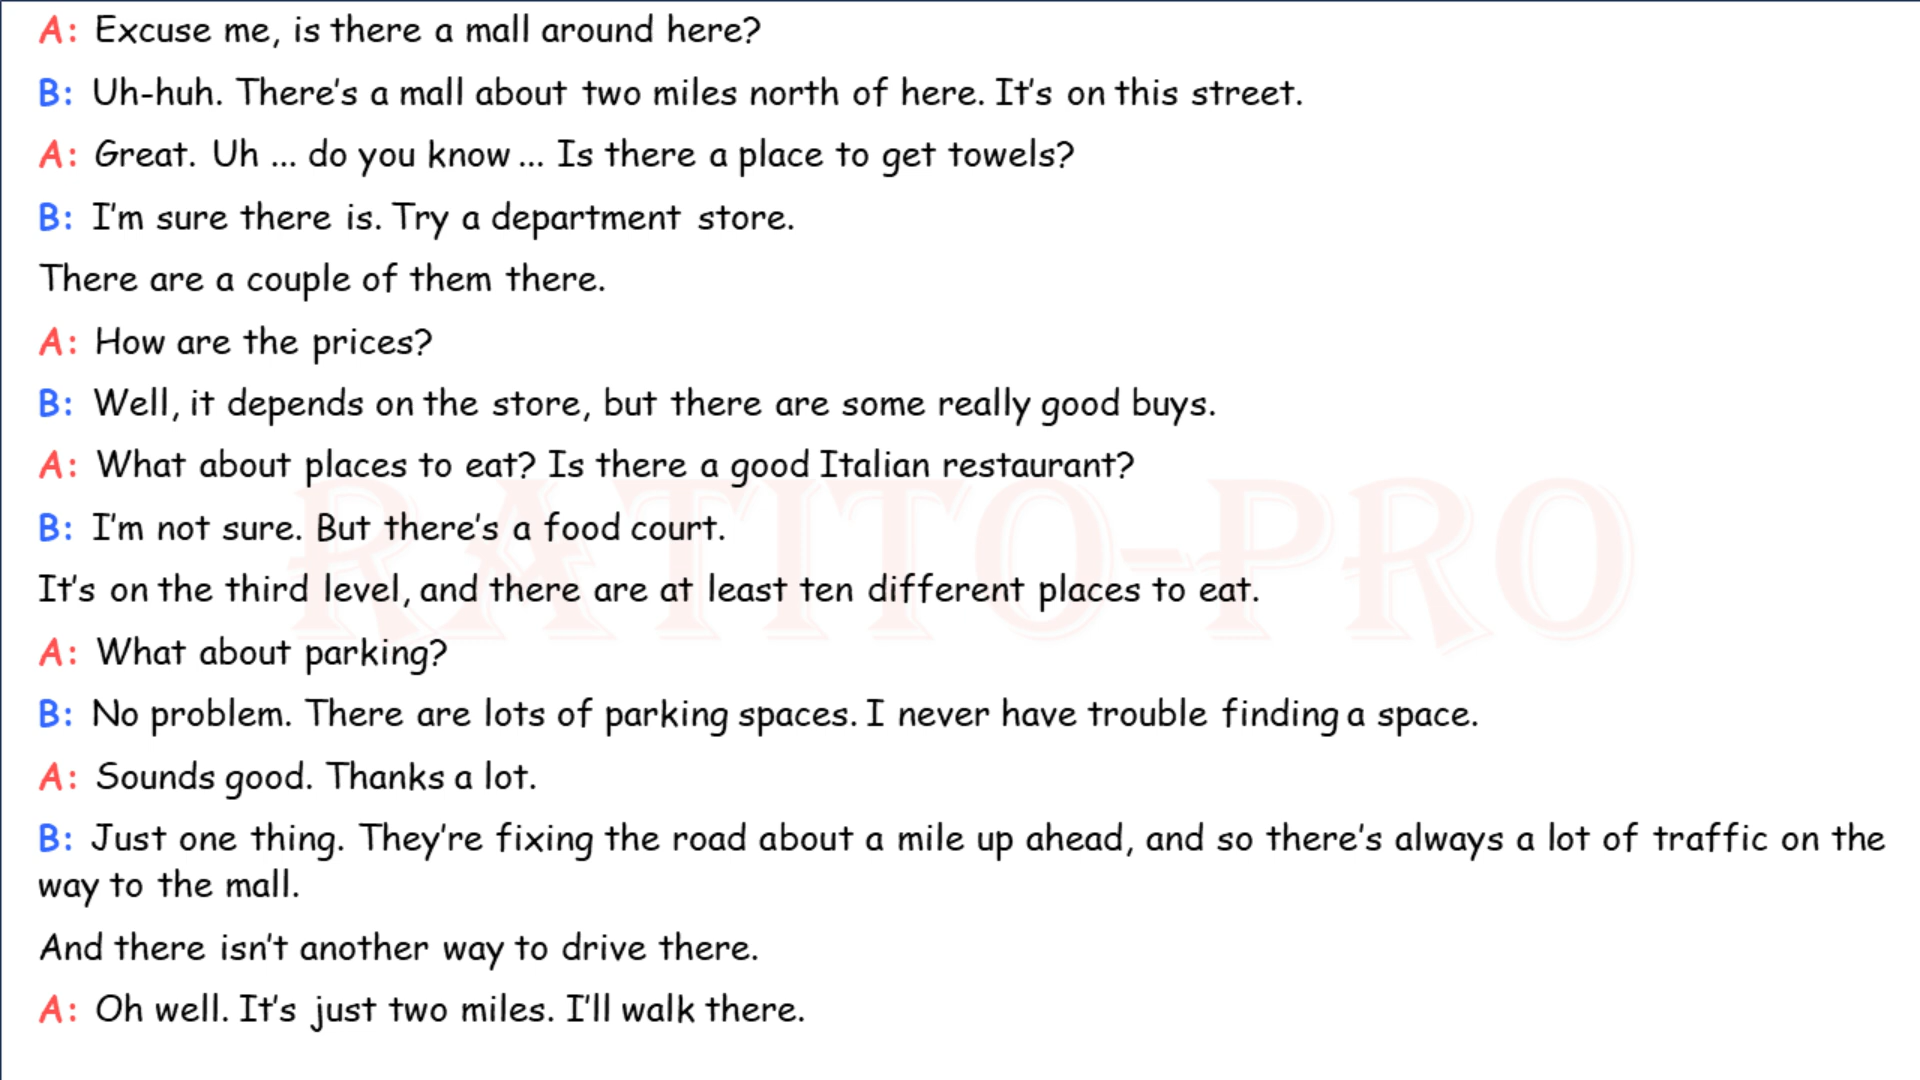 A: Excuse me, is there a mall around here?
B: Uh-huh. There's a mall about two miles north of here. It's on this street.
A: Great. Uh ... do you know ... Is there a place to get towels?
B: I'm sure there is. Try a department store.
There are a couple of them there.
A: How are the prices?
B: Well, it depends on the store, but there are some really good buys.
A: What about places to eat? Is there a good Italian restaurant?
RATITO-PRO
B: I'm not sure. But there's a food court.
It's on the third level, and there are at least ten different places to eat.
A: What about parking?
B: No problem. There are lots of parking spaces. I never have trouble finding a space.
A: Sounds good. Thanks a lot.
B: Just one thing. They're fixing the road about a mile up ahead, and so there's always a lot of traffic on the
way to the mall.
And there isn't another way to drive there.
A: Oh well. It's just two miles. I'll walk there.